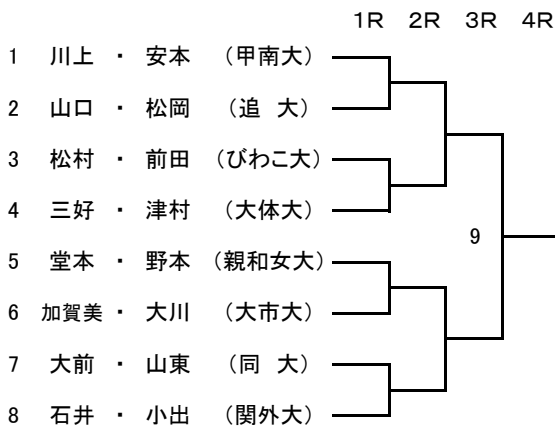 1R 2R 3R 4R
1 川上 ・ 安本 (甲南大)
2 山口 ・ 松岡 (追 大)
3 松村 ・ 前田 (びわこ大)
4 三好 ・ 津村 (大体大)
9
5 堂本 ・ 野本 (親和女大)
6 加賀美 ・ 大川 (大市大)
7 大前 ・ 山東 (同 大)
8 石井 ・ 小出 (関外大)